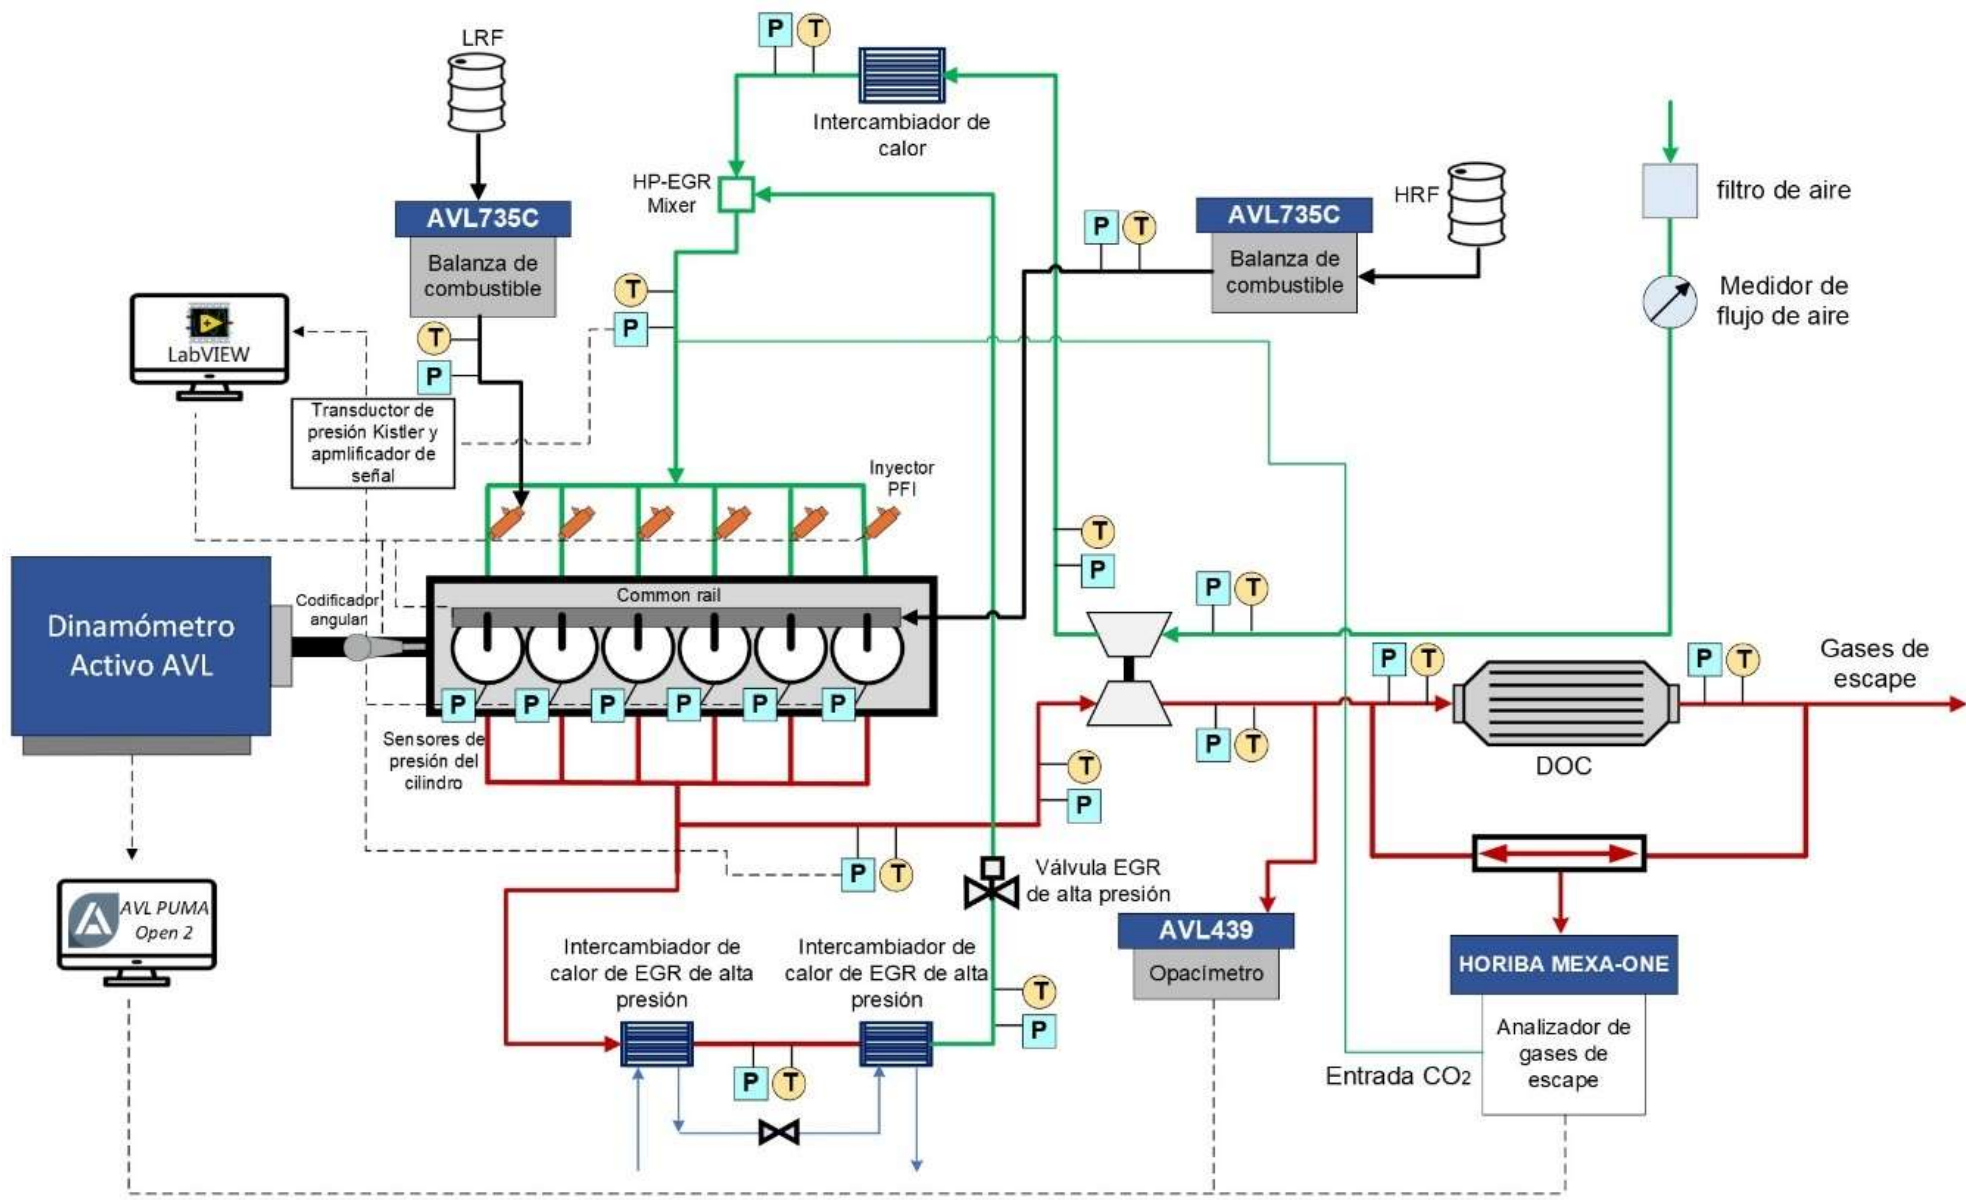 P T
LRF
Intercambiador de
calor
HP-EGR
Mixer
HRF
filtro de aire
AVL735C
Balanza de
combustible
P T
AVL735C
Balanza de
combustible
Medidor de
flujo de aire
T
P
T
P
LabVIEW
Transductor de
presión Kistler y
apmlificador de
señal
Inyector
PFI
T
P
P T
Dinamómetro
Activo AVL
Codificador
angular
Common rail
P P P P P P
Sensores de
presión del
cilindro
P T
P T
P T
Gases de
escape
DOC
T
P
P T
Válvula EGR
de alta presión
AVL PUMA
Open 2
AVL439
Opacímetro
HORIBA MEXA-ONE
Analizador de
gases de
escape
Entrada CO2
Intercambiador de
calor de EGR de alta
presión
Intercambiador de
calor de EGR de alta
presión
T
P
P T